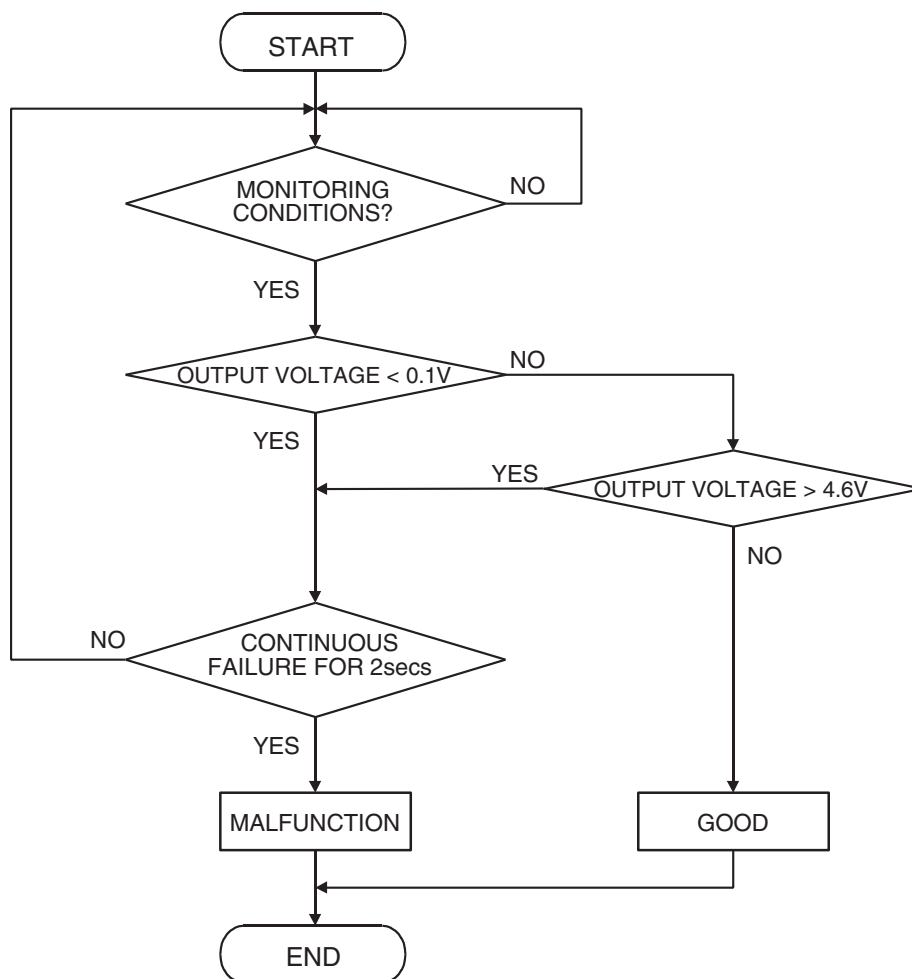 START
MONITORING
CONDITIONS?
NO
YES
OUTPUT VOLTAGE < 0.1V
NO
YES
YES
OUTPUT VOLTAGE > 4.6V
NO
NO
CONTINUOUS
FAILURE FOR 2secs
YES
MALFUNCTION
GOOD
END